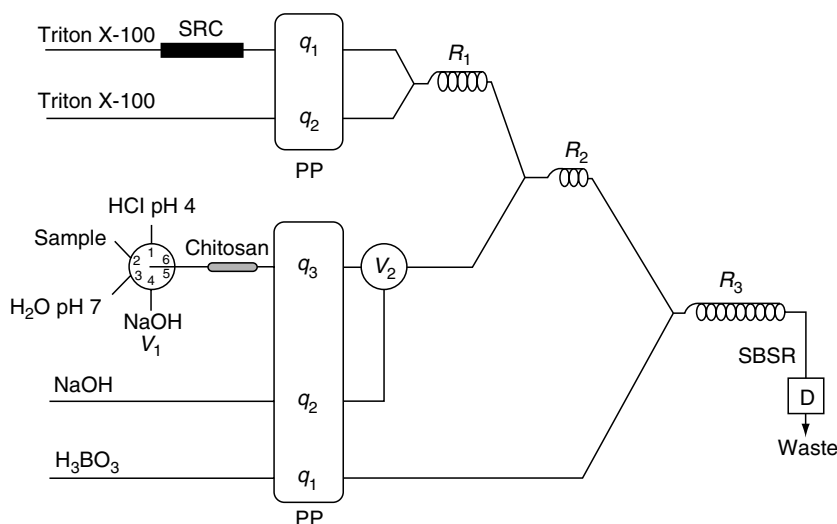 Triton X-100 SRC q1 R1
Triton X-100 q2
PP R2
HCl pH 4
Sample 1 2 3 4 5 6 Chitosan q3 V2
H2O pH 7 R3
NaOH
V1
SBSR
NaOH q2 D
Waste
H3BO3 q1
PP